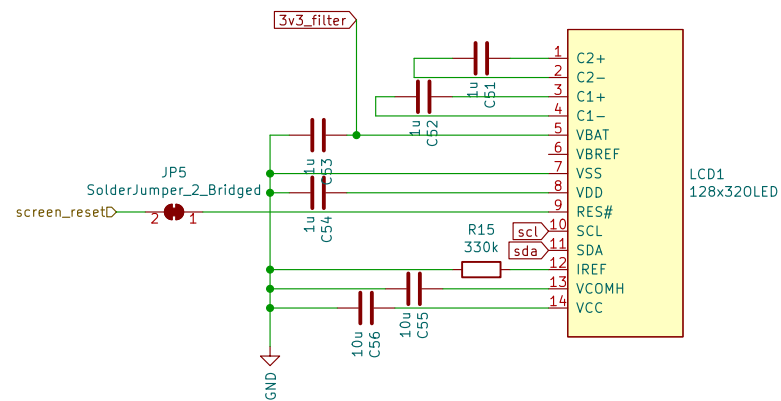 3v3_filter
1 C2+
1u C51
2 C2-
3 C1+
1u C52
4 C1-
5 VBAT
1u C53
6 VBREF
JP5
7 VSS
LCD1
SolderJumper_2_Bridged
8 VDD
128x32OLED
1u C54
screen_reset 2 1
9 RES#
R15
scl 10 SCL
330k
sda 11 SDA
12 IREF
13 VCOMH
10u C55
14 VCC
10u C56
GND